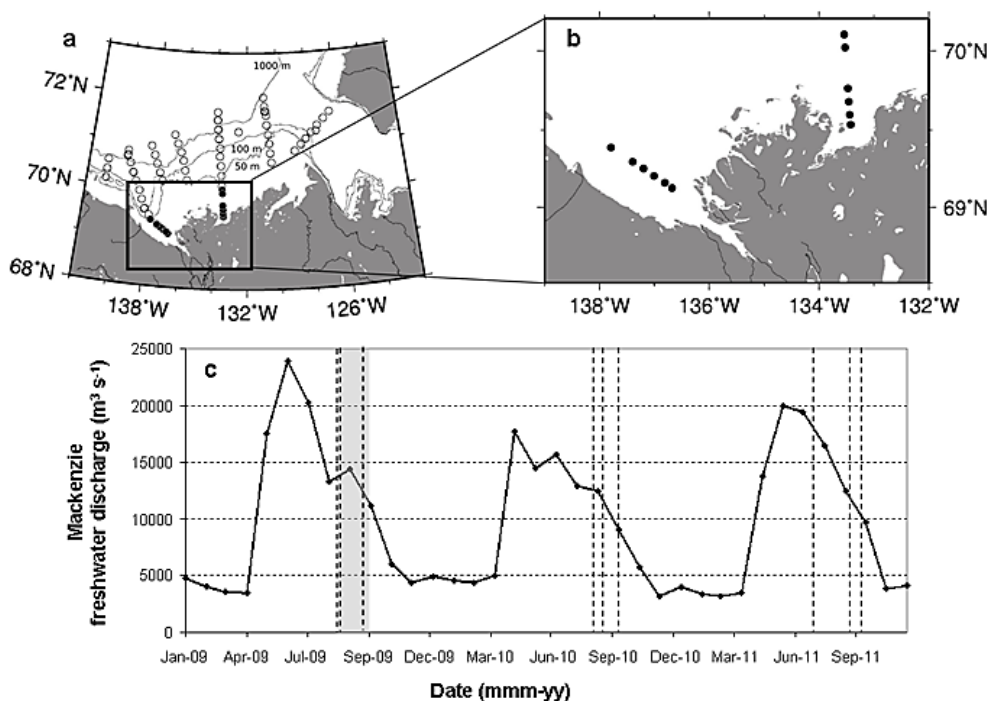 a
1000 m
100 m
50 m
72°N
70°N
68°N
138°W
132°W
126°W
b
70°N
69°N
138°W
136°W
134°W
132°W
c
Mackenzie
freshwater discharge (m³ s⁻¹)
25000
20000
15000
10000
5000
0
Jan-09
Apr-09
Jul-09
Sep-09
Dec-09
Mar-10
Jun-10
Sep-10
Dec-10
Mar-11
Jun-11
Sep-11
Date (mmm-yy)